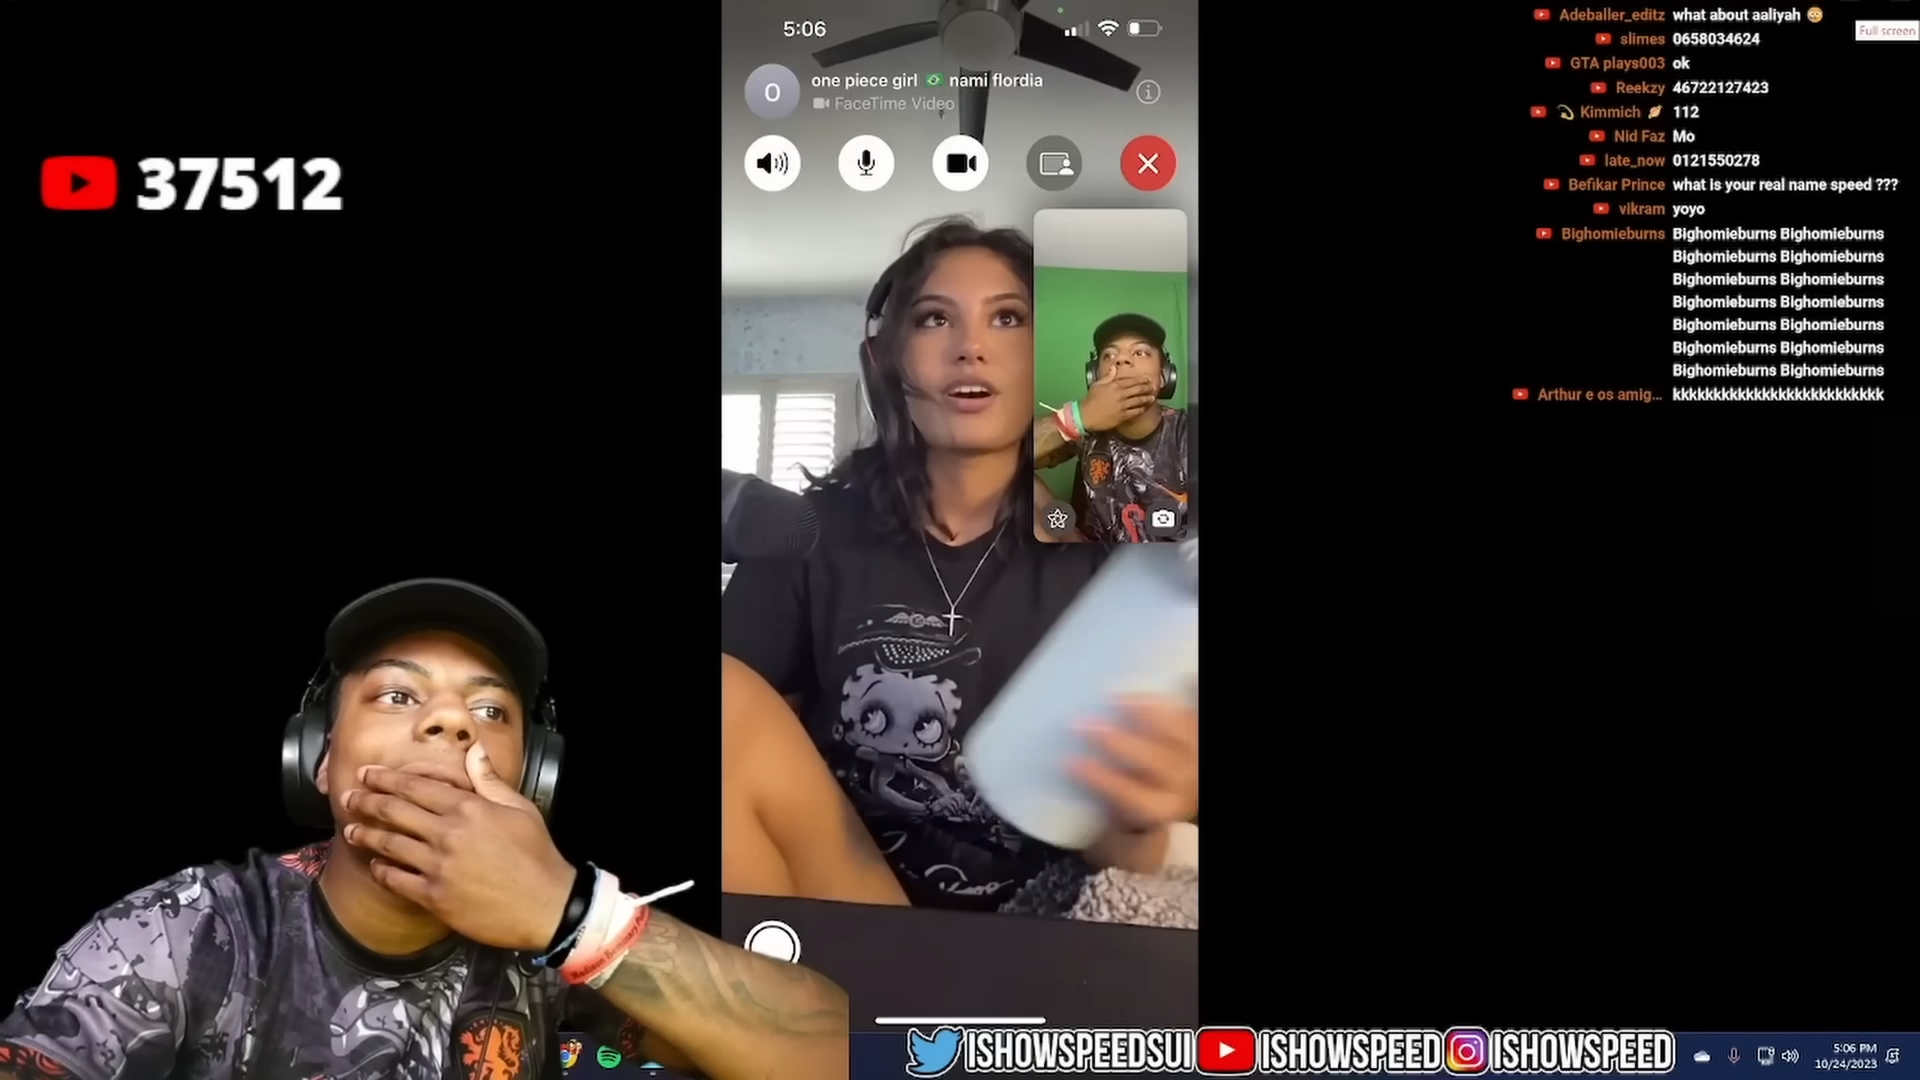 37512
5:06
O
one piece girl 🇧🇷 nami flordia
FaceTime Video
Adeballer_editz what about aaliyah
slimes 0658034624
GTA plays003 ok
Reekzy 46722127423
Kimmich 🪐 112
Nid Faz Mo
late_now 0121550278
Befikar Prince what is your real name speed ???
vikram yoyo
Bighomieburns Bighomieburns Bighomieburns
Bighomieburns Bighomieburns
Bighomieburns Bighomieburns
Bighomieburns Bighomieburns
Bighomieburns Bighomieburns
Bighomieburns Bighomieburns
Bighomieburns Bighomieburns
Arthur e os amig... kkkkkkkkkkkkkkkkkkkkkkkkkk
Full screen
ISHOWSPEEDSUI
ISHOWSPEED
ISHOWSPEED
5:06 PM
10/24/2023